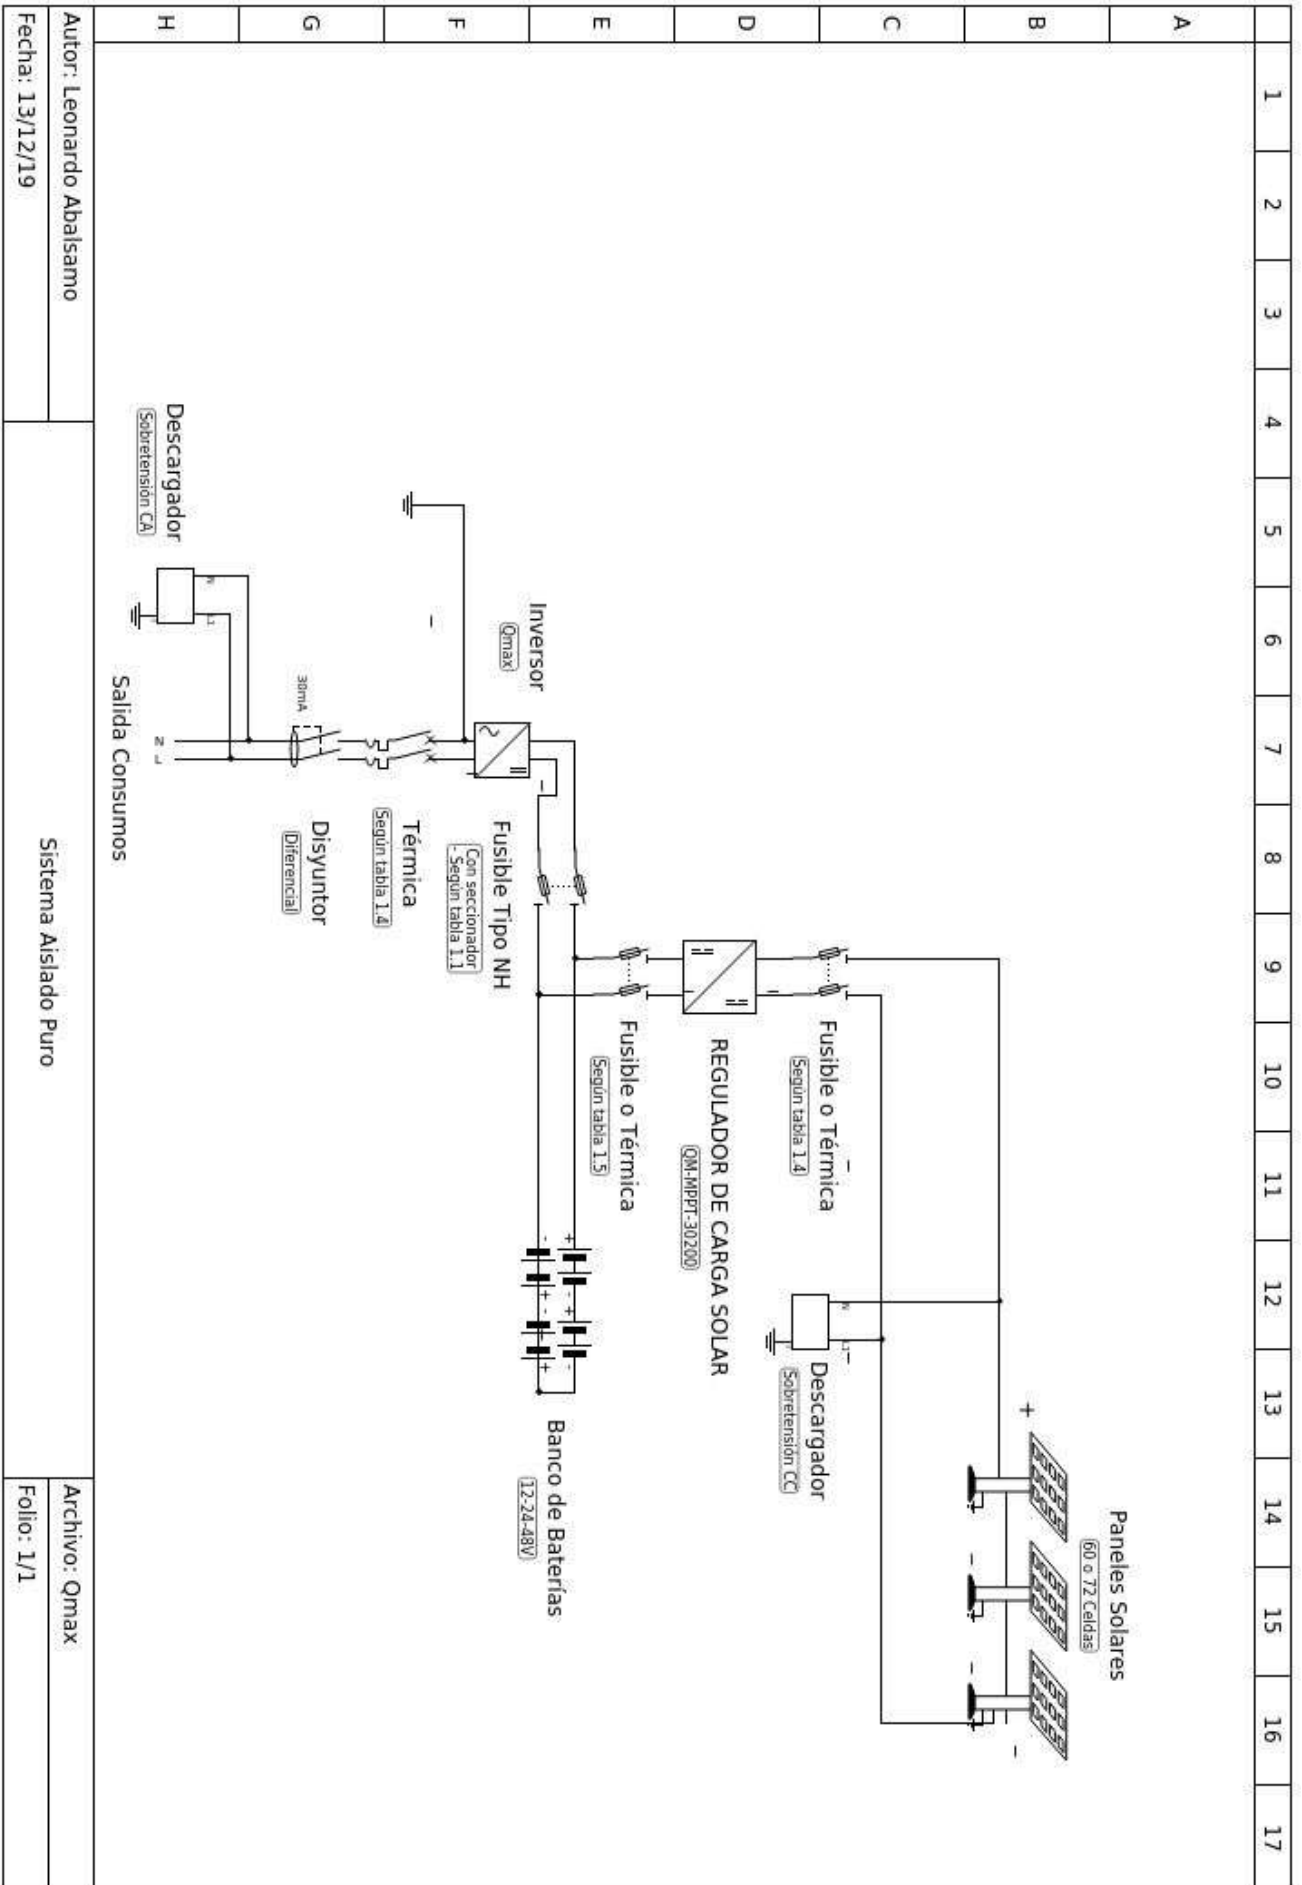 1
2
3
4
5
6
7
8
9
10
11
12
13
14
15
16
17
A
B
C
D
E
F
G
H
Paneles Solares
60 o 72 Celdas
+
-
Descargador
Sobretensión CC
N
L1
Fusible o Térmica
Según tabla 1.4
REGULADOR DE CARGA SOLAR
QM-MPPT-30200
Fusible o Térmica
Según tabla 1.5
Banco de Baterías
12-24-48V
+ - + -
- + - +
Inversor
Qmax
Fusible Tipo NH
Con seccionador
- Según tabla 1.1
Térmica
Según tabla 1.4
Disyuntor
Diferencial
30mA
Descargador
Sobretensión CA
N
L1
N
L
Salida Consumos
Autor: Leonardo Abalsamo
Fecha: 13/12/19
Sistema Aislado Puro
Archivo: Qmax
Folio: 1/1